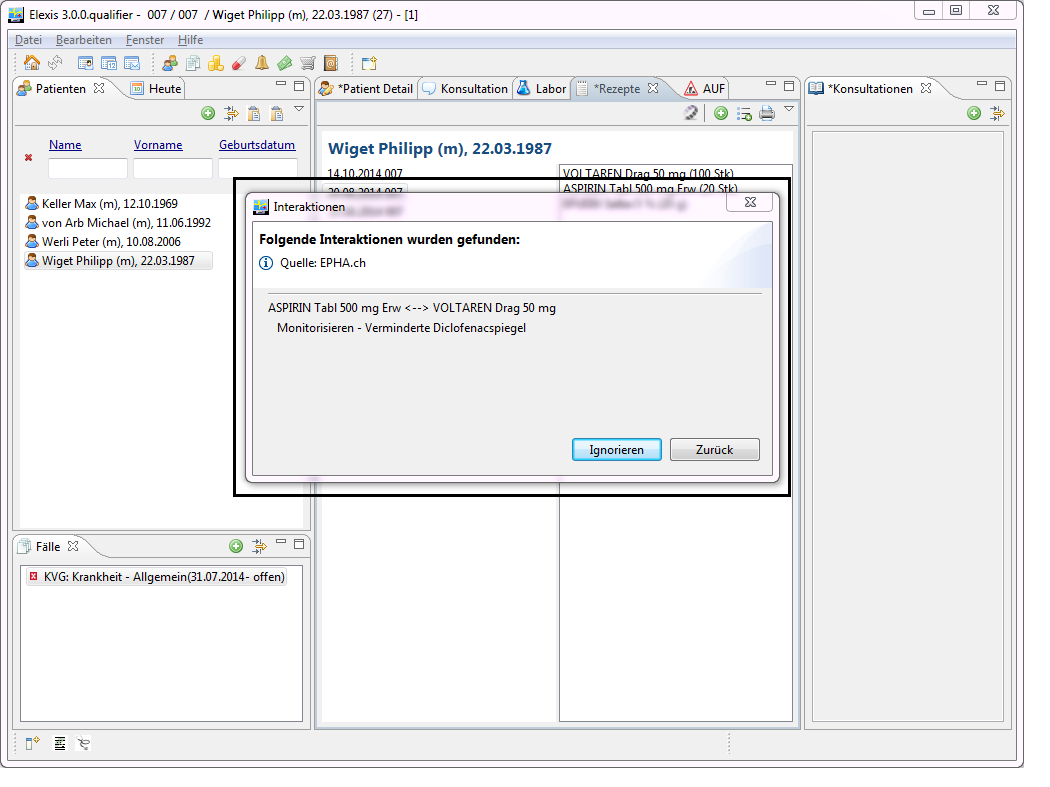 Elexis 3.0.0.qualifier - 007 / 007 / Wiget Philipp (m), 22.03.1987 (27) - [1]
Datei Bearbeiten Fenster Hilfe
Patienten Heute
*Patient Detail Konsultation Labor *Rezepte AUF
*Konsultationen
Name Vorname Geburtsdatum
Keller Max (m), 12.10.1969
von Arb Michael (m), 11.06.1992
Werli Peter (m), 10.08.2006
Wiget Philipp (m), 22.03.1987
Wiget Philipp (m), 22.03.1987
14.10.2014 007
20.08.2014 007
VOLTAREN Drag 50 mg (100 Stk)
ASPIRIN Tabl 500 mg Erw (20 Stk)
Interaktionen
Folgende Interaktionen wurden gefunden:
Quelle: EPHA.ch
ASPIRIN Tabl 500 mg Erw <--> VOLTAREN Drag 50 mg
Monitorisieren - Verminderte Diclofenacspiegel
Ignorieren Zurück
Fälle
KVG: Krankheit - Allgemein(31.07.2014- offen)